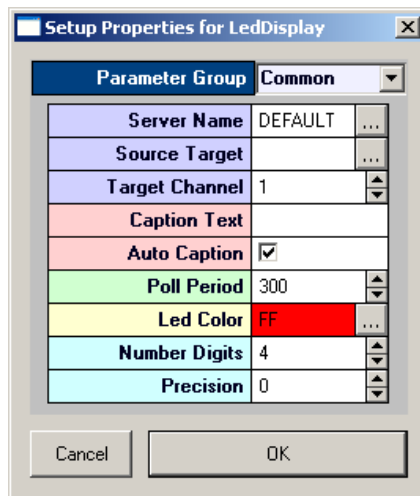 Setup Properties for LedDisplay
Parameter Group Common
Server Name DEFAULT ...
Source Target ...
Target Channel 1
Caption Text
Auto Caption
Poll Period 300
Led Color FF ...
Number Digits 4
Precision 0
Cancel OK